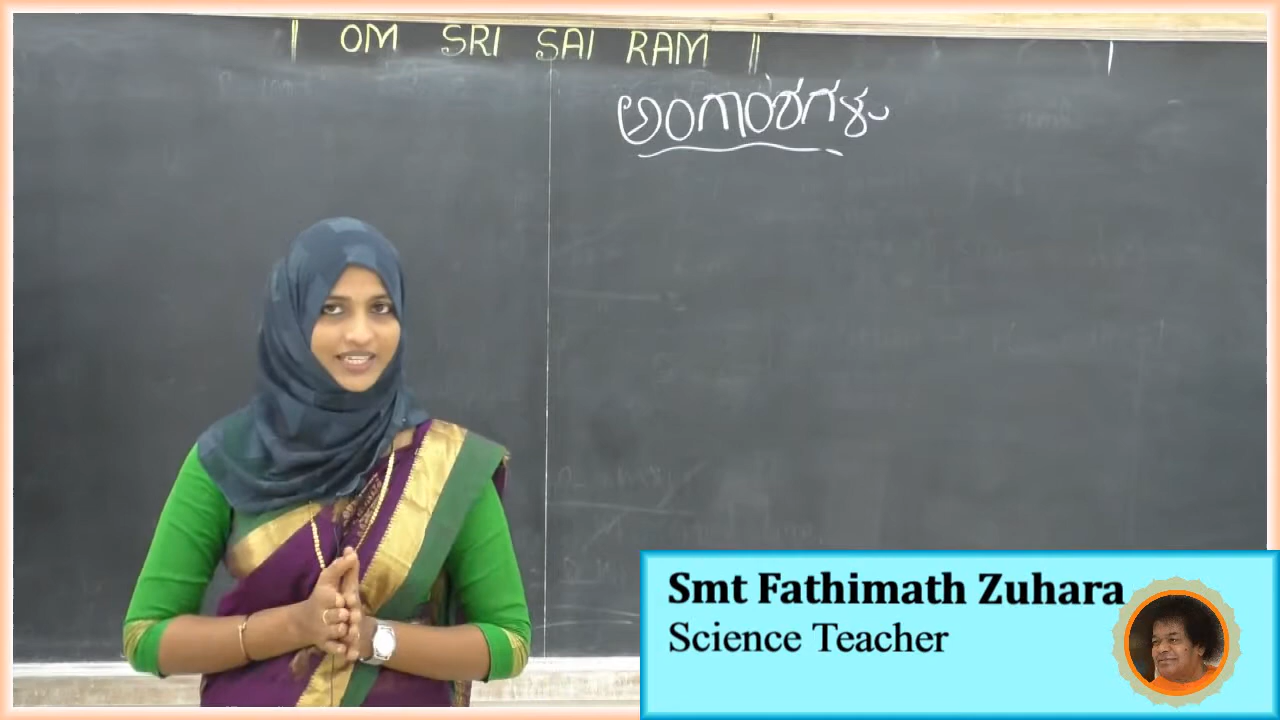 || OM SRI SAI RAM ||
ಅಂಗಾಂಶಗಳು
Smt Fathimath Zuhara
Science Teacher